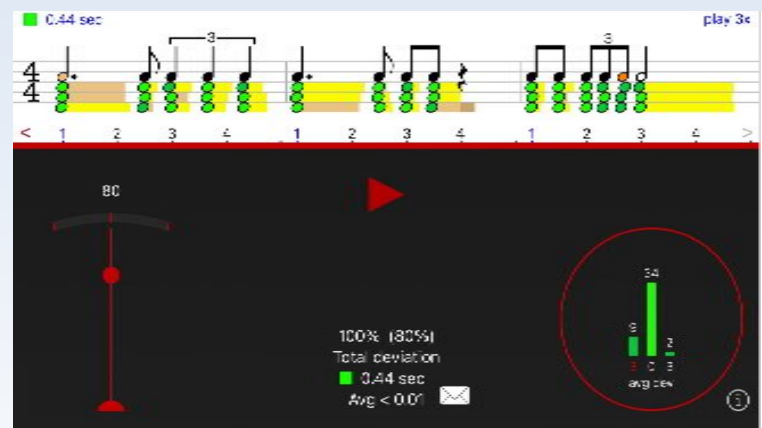 0.44 sec
play 3x
3
3
4
4
< 1 2 3 4 1 2 3 4 1 2 3 4 >
80
100% (80%)
Total deviation
0.44 sec
Avg < 0.01
34
9
2
3 0 3
avg dev
i